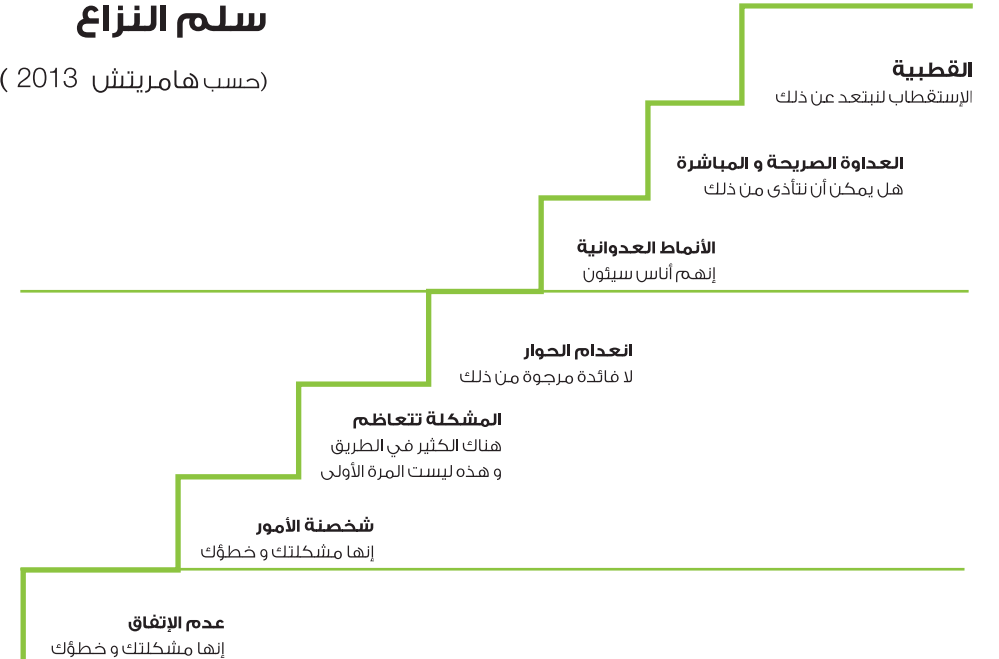 سلم النزاع
(حسب هامريتش 2013 )
القطبية
الإستقطاب لنبتعد عن ذلك
العداوة الصريحة و المباشرة
هل يمكن أن نتأذى من ذلك
الأنماط العدوانية
إنهم أناس سيئون
انعدام الحوار
لا فائدة مرجوة من ذلك
المشكلة تتعاظم
هناك الكثير في الطريق
و هذه ليست المرة الأولى
شخصنة الأمور
إنها مشكلتك و خطؤك
عدم الإتفاق
إنها مشكلتك و خطؤك